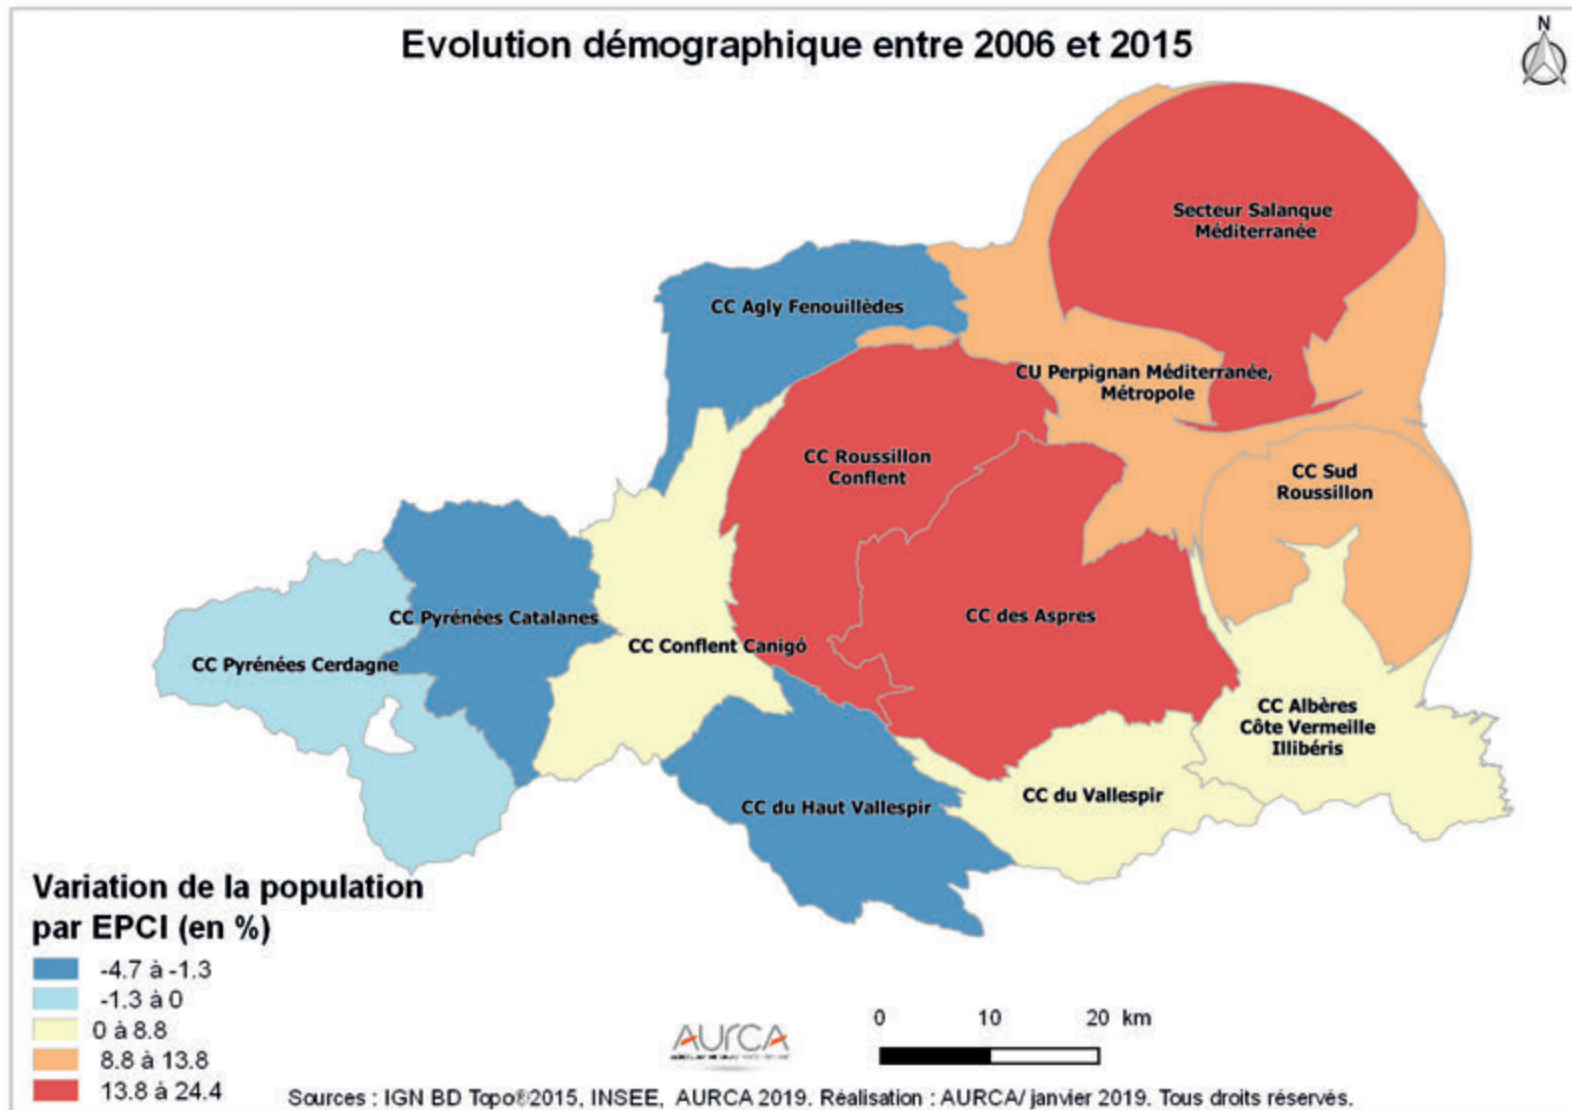 Evolution démographique entre 2006 et 2015
N
Secteur Salanque
Méditerranée
CC Agly Fenouillèdes
CU Perpignan Méditerranée,
Métropole
CC Roussillon
Conflent
CC Sud
Roussillon
CC Pyrénées Catalanes
CC des Aspres
CC Conflent Canigó
CC Pyrénées Cerdagne
CC Albères
Côte Vermeille
Illibéris
CC du Vallespir
CC du Haut Vallespir
Variation de la population
par EPCI (en %)
-4.7 à -1.3
-1.3 à 0
0 à 8.8
8.8 à 13.8
13.8 à 24.4
AURCA
0 10 20 km
Sources : IGN BD Topo®2015, INSEE, AURCA 2019. Réalisation : AURCA/ janvier 2019. Tous droits réservés.